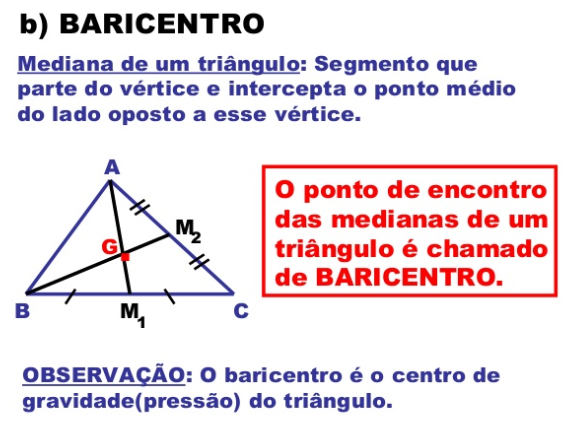 b) BARICENTRO
Mediana de um triângulo: Segmento que
parte do vértice e intercepta o ponto médio
do lado oposto a esse vértice.
A
M2
G
B
M1
C
O ponto de encontro
das medianas de um
triângulo é chamado
de BARICENTRO.
OBSERVAÇÃO: O baricentro é o centro de
gravidade(pressão) do triângulo.